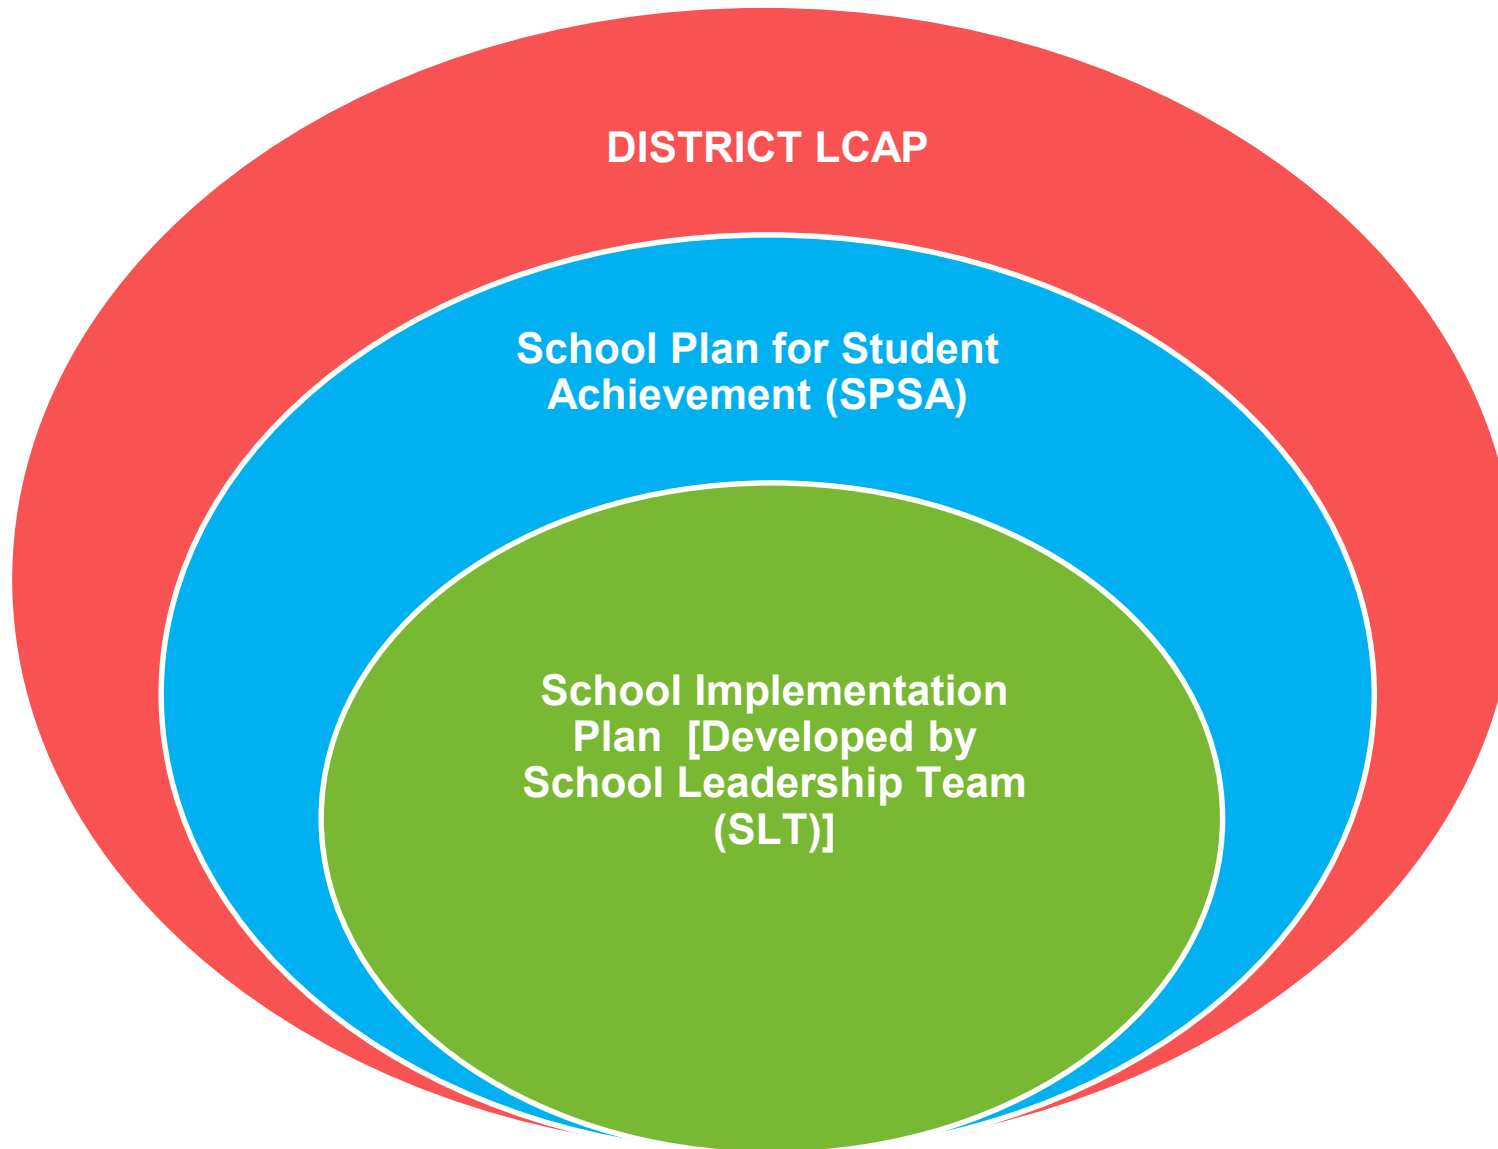 DISTRICT LCAP
School Plan for Student
Achievement (SPSA)
School Implementation
Plan  [Developed by
School Leadership Team
(SLT)]